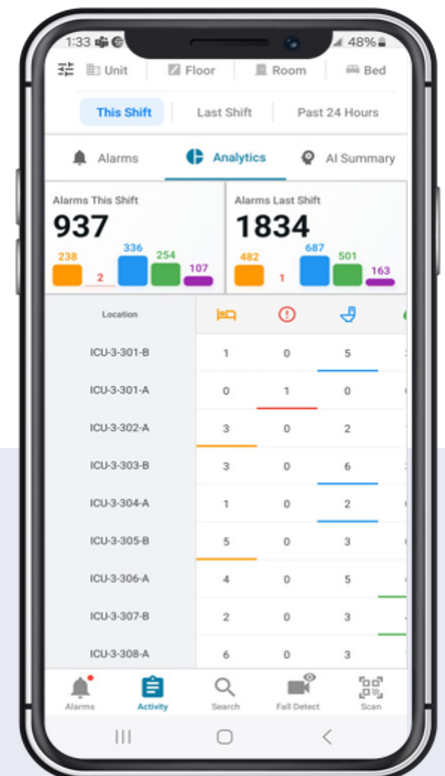 1:33 48%
Unit Floor Room Bed
This Shift Last Shift Past 24 Hours
Alarms Analytics AI Summary
Alarms This Shift
937
238 2 336 254 107
Alarms Last Shift
1834
482 1 687 501 163
Location
ICU-3-301-B 1 0 5
ICU-3-301-A 0 1 0
ICU-3-302-A 3 0 2
ICU-3-303-B 3 0 6
ICU-3-304-A 1 0 2
ICU-3-305-B 5 0 3
ICU-3-306-A 4 0 5
ICU-3-307-B 2 0 3
ICU-3-308-A 6 0 3
Alarms Activity Search Fall Detect Scan